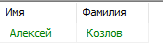 Имя Фамилия
Алексей Козлов